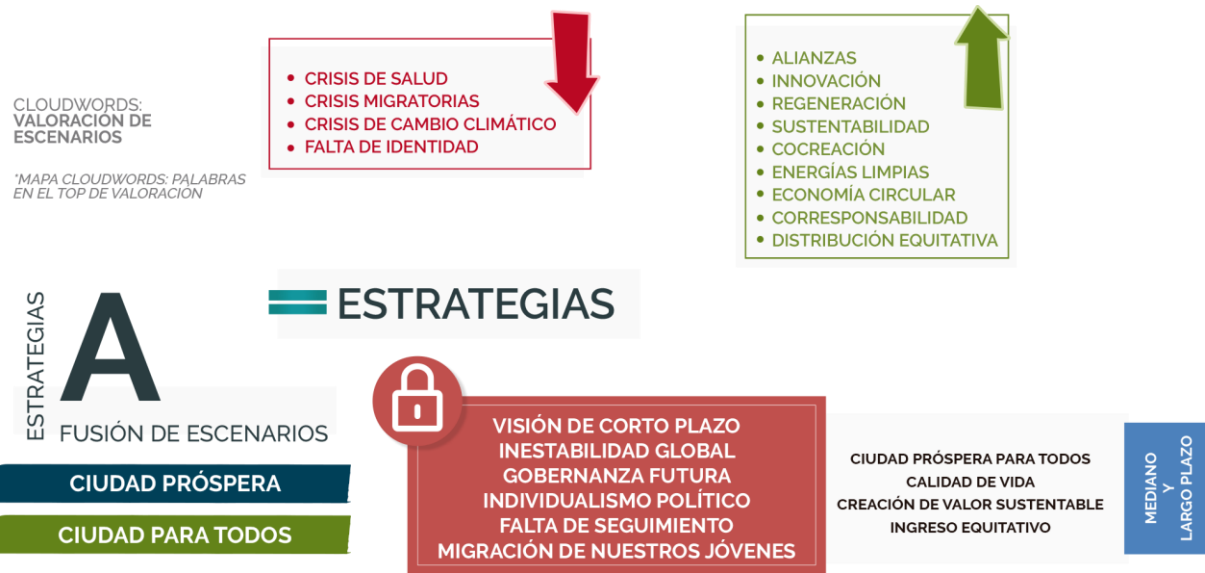 CLOUDWORDS:
VALORACIÓN DE
ESCENARIOS
*MAPA CLOUDWORDS: PALABRAS
EN EL TOP DE VALORACIÓN
• CRISIS DE SALUD
• CRISIS MIGRATORIAS
• CRISIS DE CAMBIO CLIMÁTICO
• FALTA DE IDENTIDAD
• ALIANZAS
• INNOVACIÓN
• REGENERACIÓN
• SUSTENTABILIDAD
• COCREACIÓN
• ENERGÍAS LIMPIAS
• ECONOMÍA CIRCULAR
• CORRESPONSABILIDAD
• DISTRIBUCIÓN EQUITATIVA
= ESTRATEGIAS
ESTRATEGIAS
A
FUSIÓN DE ESCENARIOS
CIUDAD PRÓSPERA
CIUDAD PARA TODOS
VISIÓN DE CORTO PLAZO
INESTABILIDAD GLOBAL
GOBERNANZA FUTURA
INDIVIDUALISMO POLÍTICO
FALTA DE SEGUIMIENTO
MIGRACIÓN DE NUESTROS JÓVENES
CIUDAD PRÓSPERA PARA TODOS
CALIDAD DE VIDA
CREACIÓN DE VALOR SUSTENTABLE
INGRESO EQUITATIVO
MEDIANO
Y
LARGO PLAZO